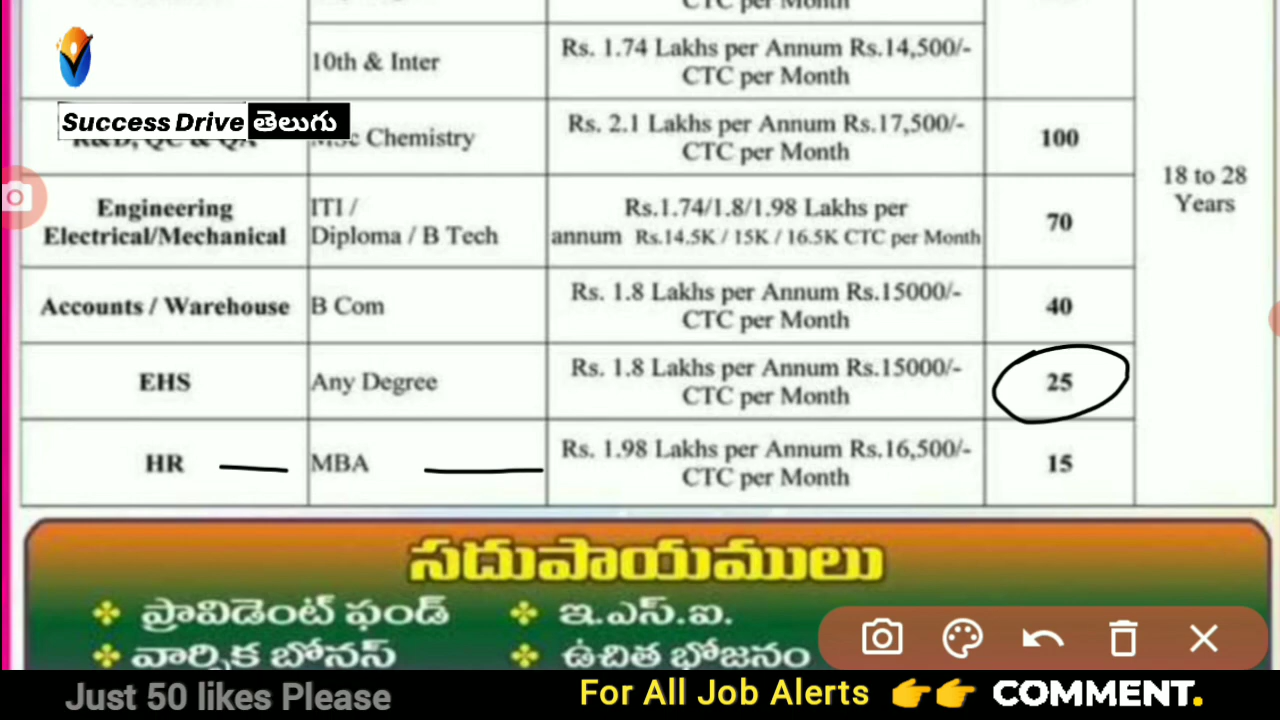 CTC per Month
10th & Inter
Rs. 1.74 Lakhs per Annum Rs.14,500/-
CTC per Month
Success Drive తెలుగు
R&D, QC & QA
MSc Chemistry
Rs. 2.1 Lakhs per Annum Rs.17,500/-
CTC per Month
100
18 to 28
Years
Engineering
Electrical/Mechanical
ITI /
Diploma / B Tech
Rs.1.74/1.8/1.98 Lakhs per
annum Rs.14.5K / 15K / 16.5K CTC per Month
70
Accounts / Warehouse
B Com
Rs. 1.8 Lakhs per Annum Rs.15000/-
CTC per Month
40
EHS
Any Degree
Rs. 1.8 Lakhs per Annum Rs.15000/-
CTC per Month
25
HR
MBA
Rs. 1.98 Lakhs per Annum Rs.16,500/-
CTC per Month
15
సదుపాయములు
ప్రావిడెంట్ ఫండ్
ఇ.ఎస్.ఐ.
వార్షిక బోనస్
ఉచిత భోజనం
Just 50 likes Please
For All Job Alerts
COMMENT.